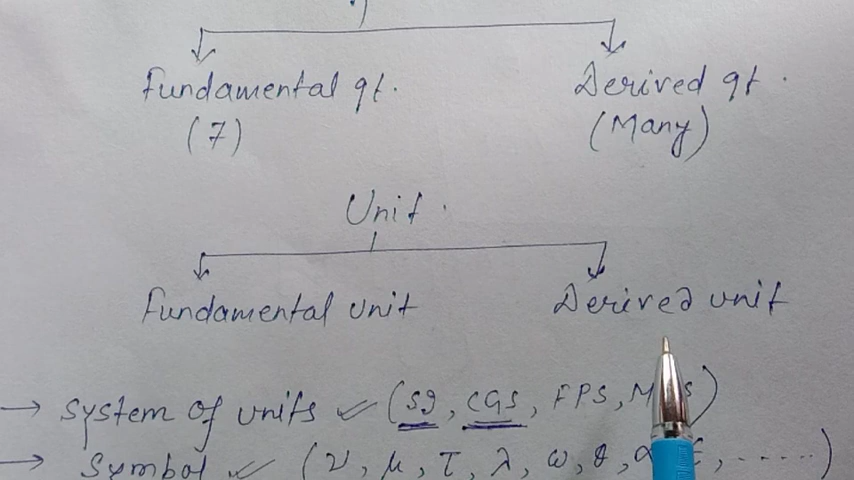 Fundamental qt. Derived qt.
(7) (Many)
Unit.
Fundamental unit Derived unit
→ System of units ✓ (SI, CGS, FPS,
→ Symbol ✓ (ν, μ, τ, λ, ω, θ, ......)